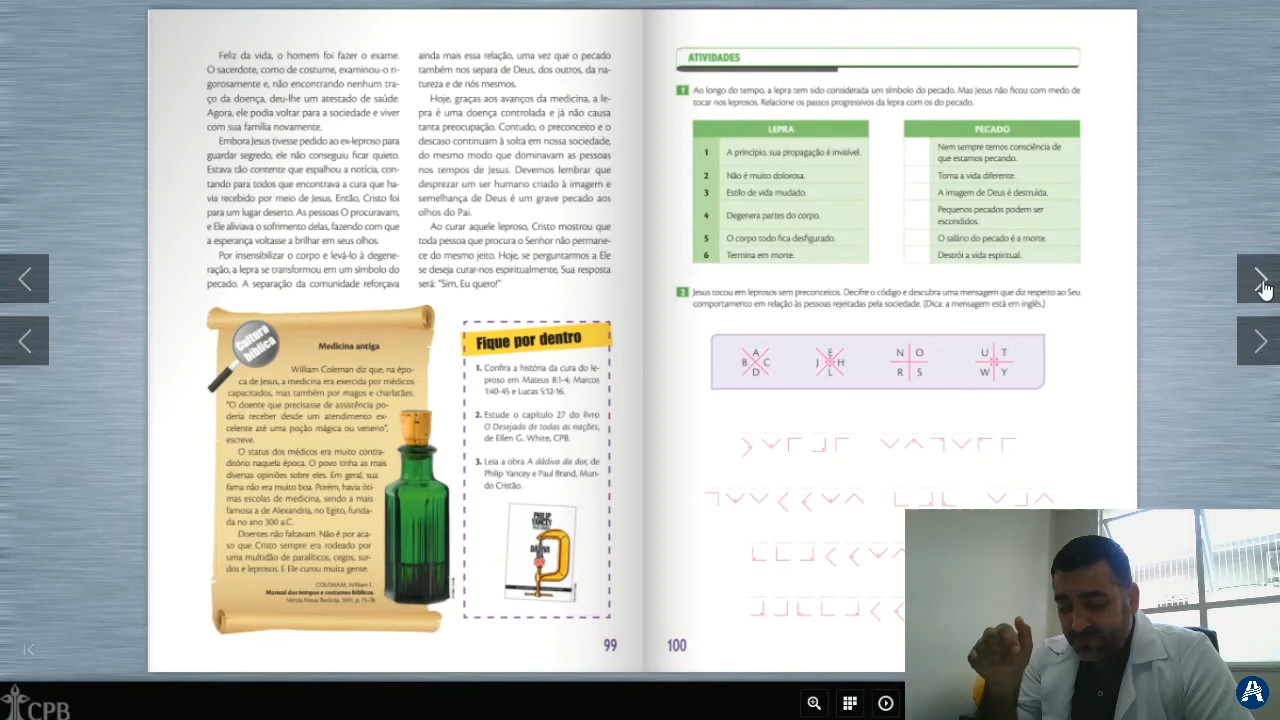 Feliz da vida, o homem foi fazer o exame.
O sacerdote, como de costume, examinou-o ri-
gorosamente e, não encontrando nenhum tra-
ço da doença, deu-lhe um atestado de saúde.
Agora, ele podia voltar para a sociedade e viver
com sua família novamente.
Embora Jesus tivesse pedido ao ex-leproso para
guardar segredo, ele não conseguiu ficar quieto.
Estava tão contente que espalhou a notícia, con-
tando para todos que encontrava a cura que ha-
via recebido por meio de Jesus. Então, Cristo foi
para um lugar deserto. As pessoas O procuravam,
e Ele aliviava o sofrimento delas, fazendo com que
a esperança voltasse a brilhar em seus olhos.
Por insensibilizar o corpo e levá-lo à degene-
ração, a lepra se transformou em um símbolo do
pecado. A separação da comunidade reforçava
ainda mais essa relação, uma vez que o pecado
também nos separa de Deus, dos outros, da na-
tureza e de nós mesmos.
Hoje, graças aos avanços da medicina, a le-
pra é uma doença controlada e já não causa
tanta preocupação. Contudo, o preconceito e o
descaso continuam à solta em nossa sociedade,
do mesmo modo que dominavam as pessoas
nos tempos de Jesus. Devemos lembrar que
desprezar um ser humano criado à imagem e
semelhança de Deus é um grave pecado aos
olhos do Pai.
Ao curar aquele leproso, Cristo mostrou que
toda pessoa que procura o Senhor não permane-
ce do mesmo jeito. Hoje, se perguntarmos a Ele
se deseja curar-nos espiritualmente, Sua resposta
será: "Sim, Eu quero!"
Cultura
bíblica
Medicina antiga
William Coleman diz que, na épo-
ca de Jesus, a medicina era exercida por médicos
capacitados, mas também por magos e charlatães.
"O doente que precisasse de assistência po-
deria receber desde um atendimento ex-
celente até uma poção mágica ou veneno",
escreve.
O status dos médicos era muito contra-
ditório naquela época. O povo tinha as mais
diversas opiniões sobre eles. Em geral, sua
fama não era muito boa. Porém, havia óti-
mas escolas de medicina, sendo a mais
famosa a de Alexandria, no Egito, funda-
da no ano 300 a.C.
Doentes não faltavam. Não é por aca-
so que Cristo sempre era rodeado por
uma multidão de paralíticos, cegos, sur-
dos e leprosos. E Ele curou muita gente.
COLEMAN, William L.
Manual dos tempos e costumes bíblicos.
Venda Nova: Betânia, 1991. p.
Fique por dentro
1. Confira a história da cura do le-
proso em Mateus 8:1-4; Marcos
1:40-45 e Lucas 5:12-16.
2. Estude o capítulo 27 do livro
O Desejado de todas as nações,
de Ellen G. White, CPB.
3. Leia a obra A dádiva da dor, de
Philip Yancey e Paul Brand, Mun-
do Cristão.
PHILIP
YANCEY
A DÁDIVA
DA
99
ATIVIDADES
1 Ao longo do tempo, a lepra tem sido considerada um símbolo do pecado. Mas Jesus não ficou com medo de
tocar nos leprosos. Relacione os passos progressivos da lepra com os do pecado.
LEPRA
1 A princípio, sua propagação é invisível.
2 Não é muito dolorosa.
3 Estilo de vida mudado.
4 Degenera partes do corpo.
5 O corpo todo fica desfigurado.
6 Termina em morte.
PECADO
Nem sempre temos consciência de
que estamos pecando.
Torna a vida diferente.
A imagem de Deus é destruída.
Pequenos pecados podem ser
escondidos.
O salário do pecado é a morte.
Destrói a vida espiritual.
2 Jesus tocou em leprosos sem preconceitos. Decifre o código e descubra uma mensagem que diz respeito ao Seu
comportamento em relação às pessoas rejeitadas pela sociedade. (Dica: a mensagem está em inglês.)
A E N O U T
B C J H
D L R S W Y
100
CPB